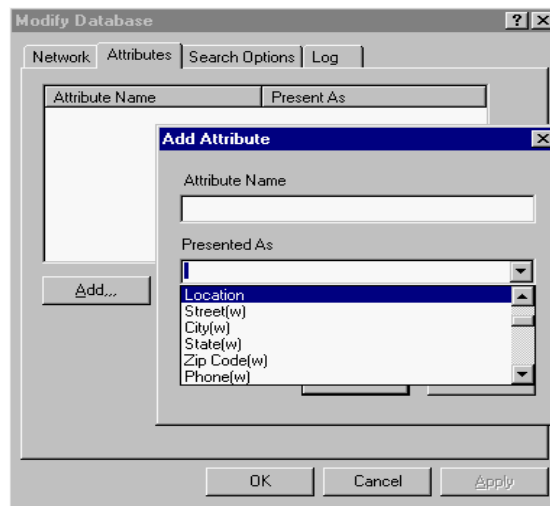 Modify Database
Network Attributes Search Options Log
Attribute Name Present As
Add Attribute
Attribute Name
Presented As
Add...
Location
Street(w)
City(w)
State(w)
Zip Code(w)
Phone(w)
OK Cancel Apply